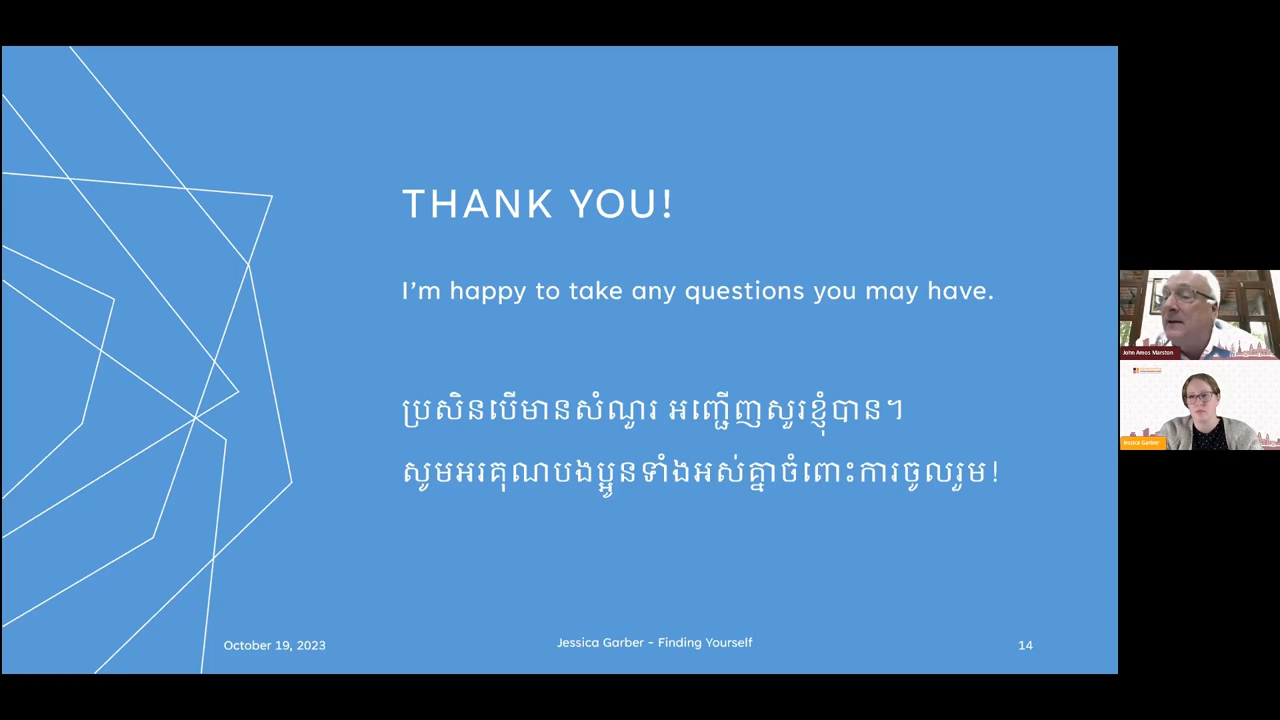 THANK YOU!
I'm happy to take any questions you may have.
ប្រសិនបើមានសំណួរ អញ្ជើញសួរខ្ញុំបាន។
សូមអរគុណបងប្អូនទាំងអស់គ្នាចំពោះការចូលរួម!
October 19, 2023
Jessica Garber – Finding Yourself
14
John Amos Marston
Jessica Garber